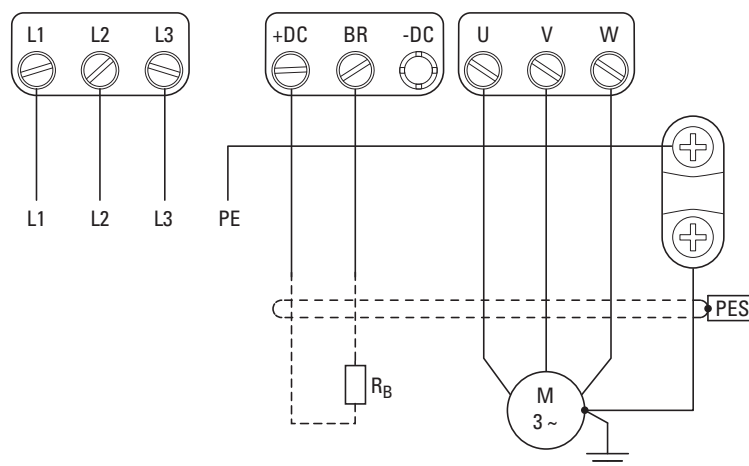 L1 L2 L3 +DC BR -DC U V W
L1 L2 L3 PE
PES
RB
M
3 ~